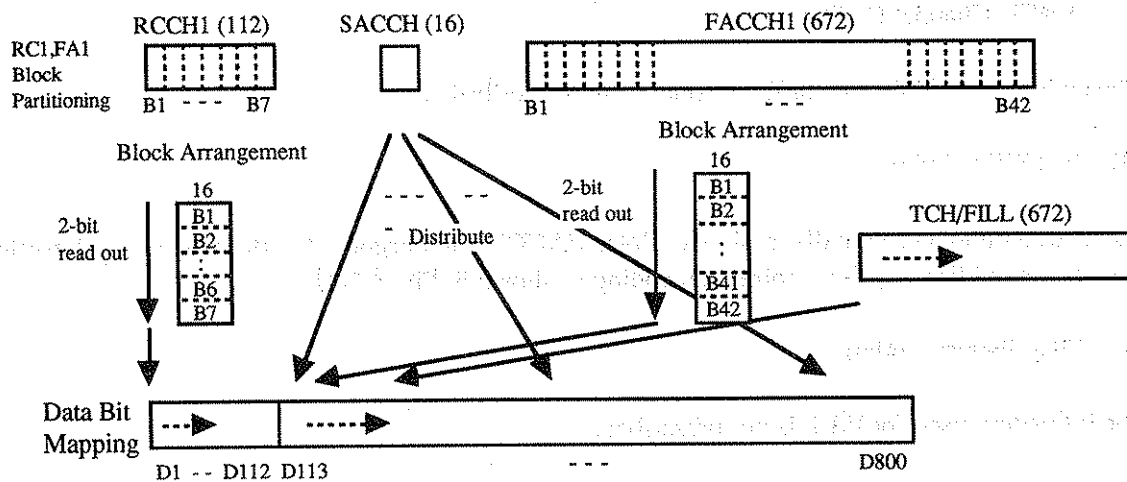 RCCH1 (112)
SACCH (16)
FACCH1 (672)
RC1,FA1
Block
Partitioning
B1 - - - B7
B1 - - - B42
Block Arrangement
Block Arrangement
16
B1
B2
:
B6
B7
2-bit
read out
Distribute
2-bit
read out
16
B1
B2
:
B41
B42
TCH/FILL (672)
Data Bit
Mapping
D1 - - D112 D113 - - - D800